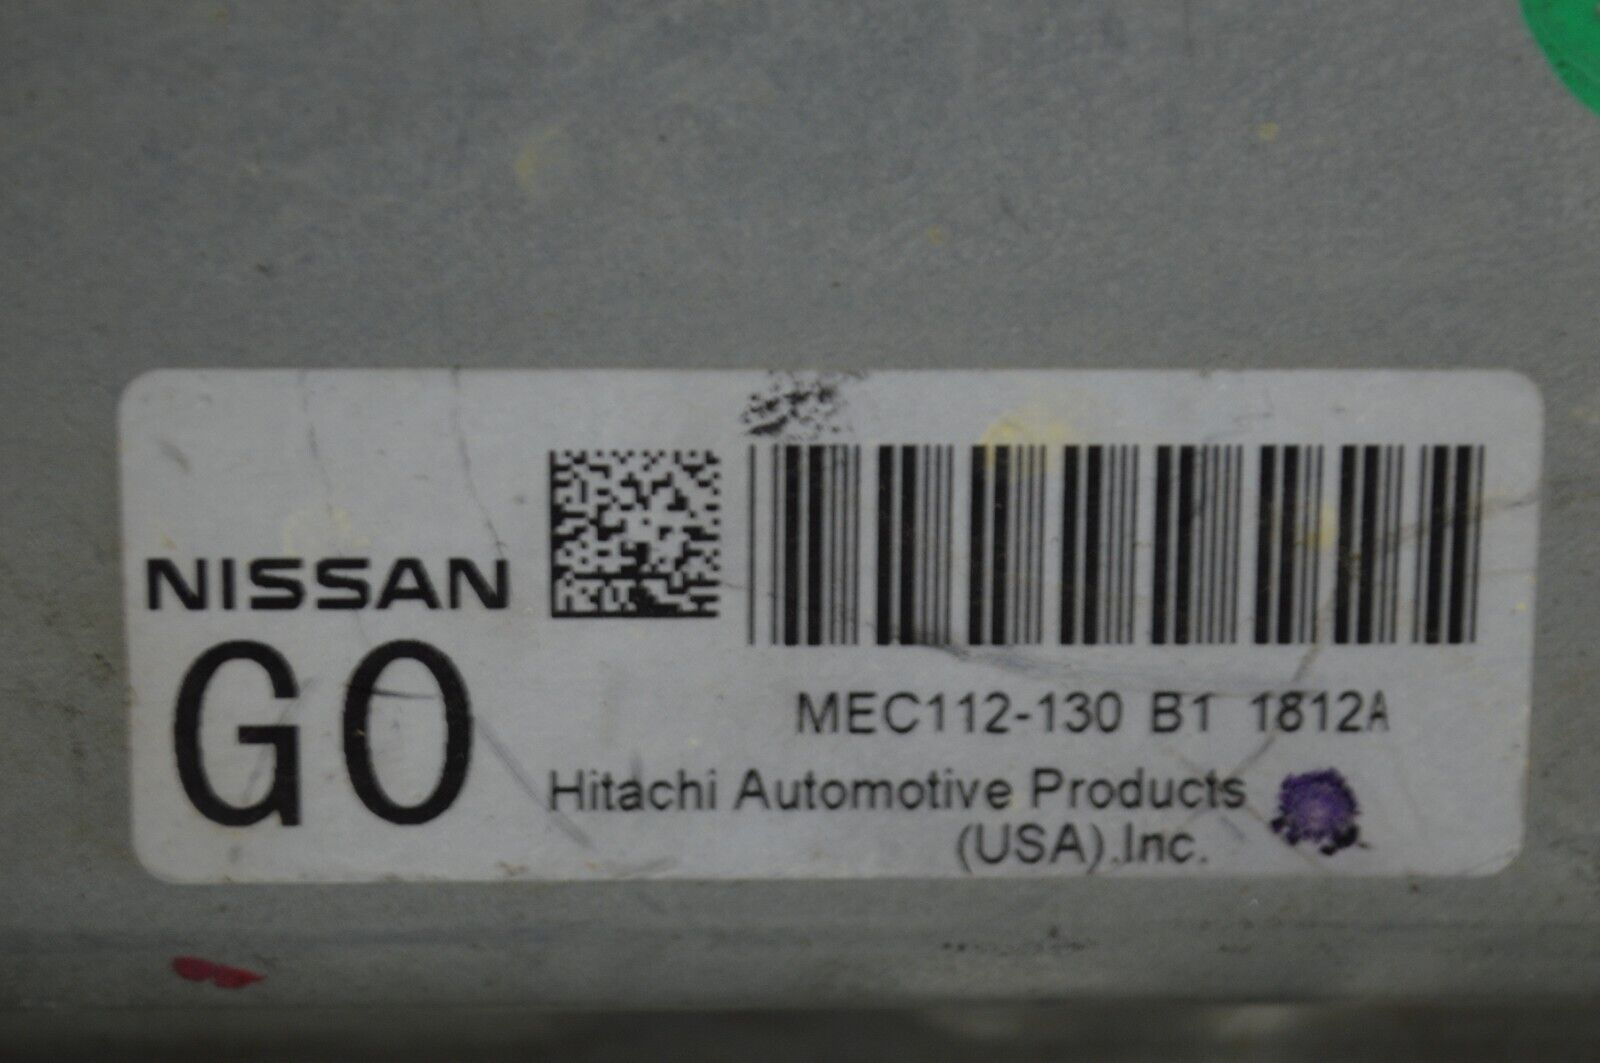 NISSAN
GO
MEC112-130 B1 1812A
Hitachi Automotive Products
(USA).Inc.